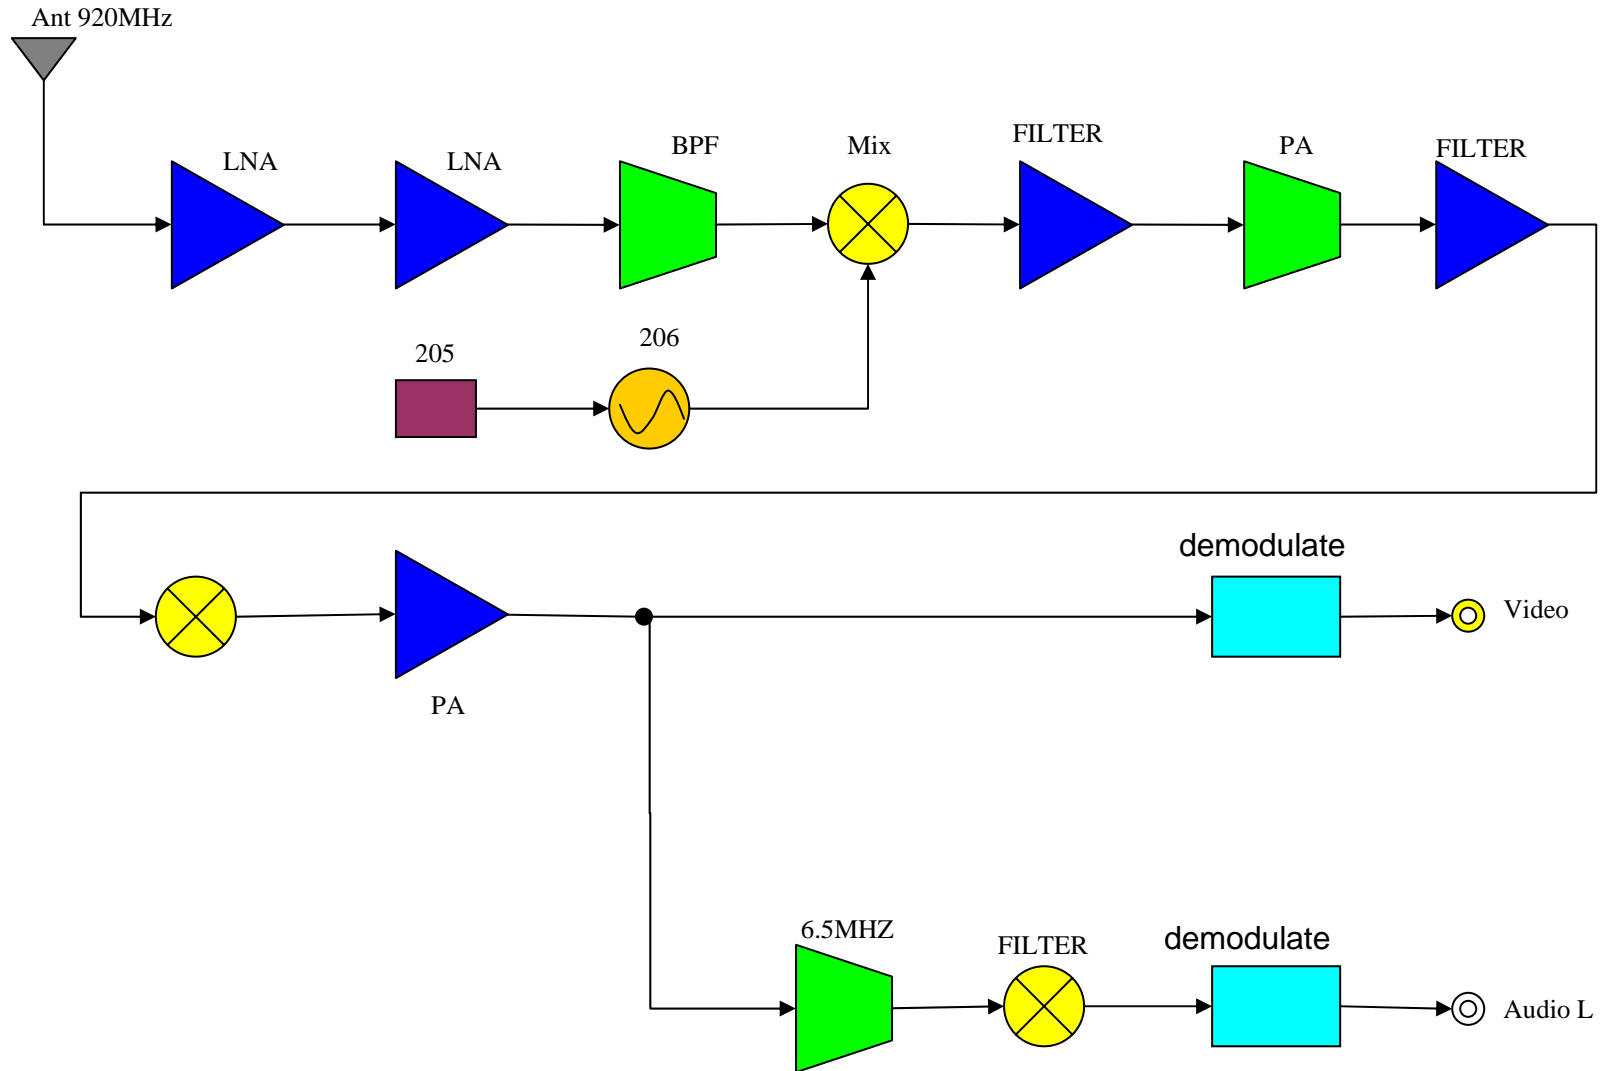 Ant 920MHz
LNA
LNA
BPF
Mix
FILTER
PA
FILTER
205
206
demodulate
Video
PA
6.5MHZ
FILTER
demodulate
Audio L